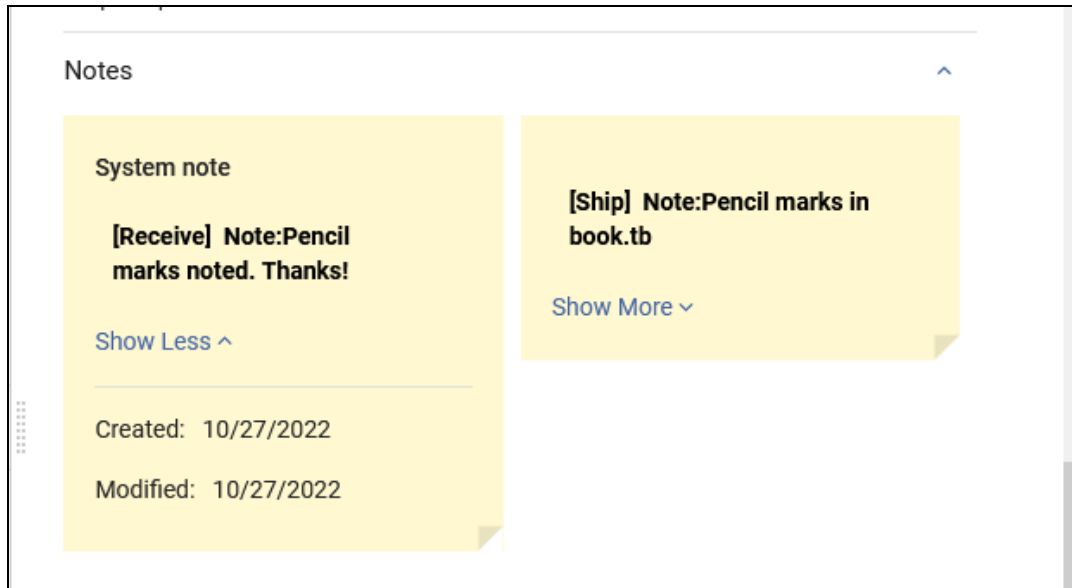 Notes
System note
[Receive]  Note:Pencil
marks noted. Thanks!
Show Less
Created:  10/27/2022
Modified:  10/27/2022
[Ship]  Note:Pencil marks in
book.tb
Show More